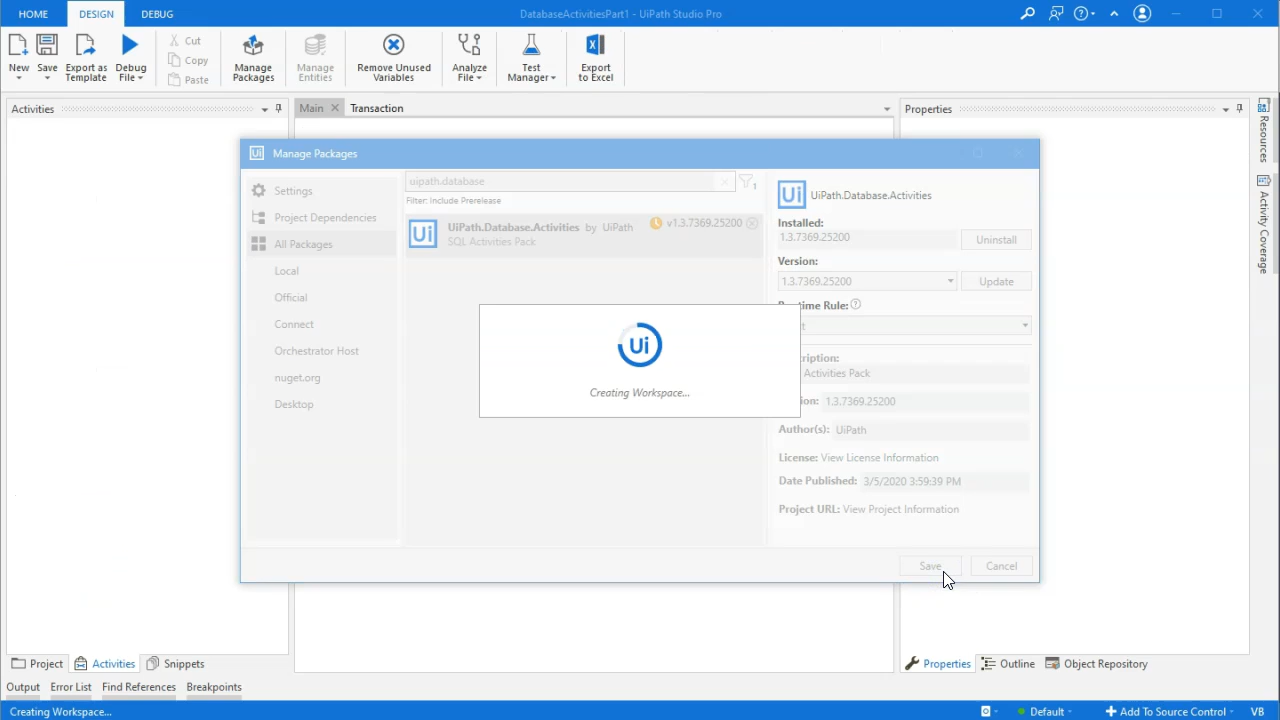 HOME DESIGN DEBUG DatabaseActivitiesPart1 - UiPath Studio Pro
New Save Export as Template Debug File Cut Copy Paste Manage Packages Manage Entities Remove Unused Variables Analyze File Test Manager Export to Excel
Activities Main Transaction Properties
Resources
Activity Coverage
Ui Manage Packages
Settings
Project Dependencies
All Packages
Local
Official
Connect
Orchestrator Host
nuget.org
Desktop
uipath.database 1
Filter: Include Prerelease
Ui UiPath.Database.Activities by UiPath v1.3.7369.25200
SQL Activities Pack
Ui UiPath.Database.Activities
Installed:
1.3.7369.25200 Uninstall
Version:
1.3.7369.25200 Update
Activities Pack
1.3.7369.25200
Author(s): UiPath
License: View License Information
Date Published: 3/5/2020 3:59:39 PM
Project URL: View Project Information
Ui
Creating Workspace...
Save Cancel
Project Activities Snippets Properties Outline Object Repository
Output Error List Find References Breakpoints
Creating Workspace... Default Add To Source Control VB